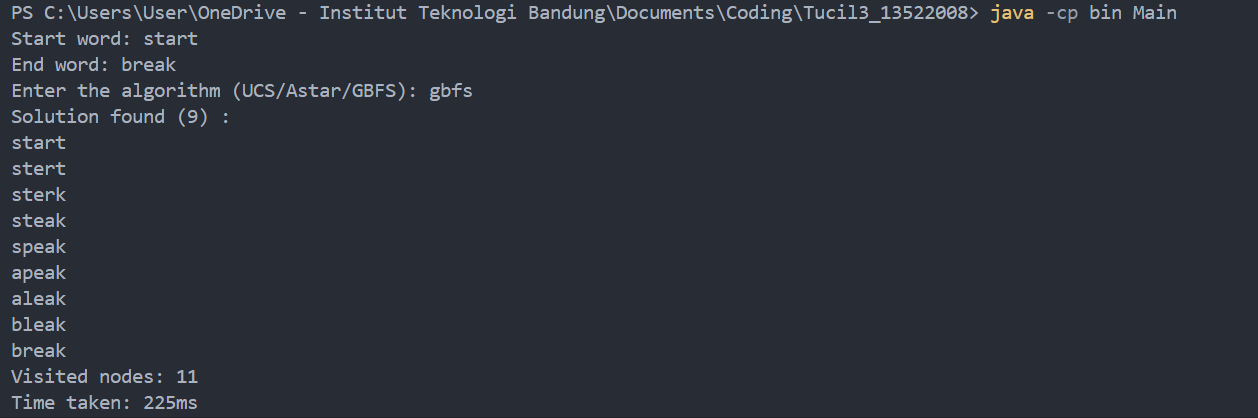 PS C:\Users\User\OneDrive - Institut Teknologi Bandung\Documents\Coding\Tucil3_13522008> java -cp bin Main
Start word: start
End word: break
Enter the algorithm (UCS/Astar/GBFS): gbfs
Solution found (9) :
start
stert
sterk
steak
speak
apeak
aleak
bleak
break
Visited nodes: 11
Time taken: 225ms